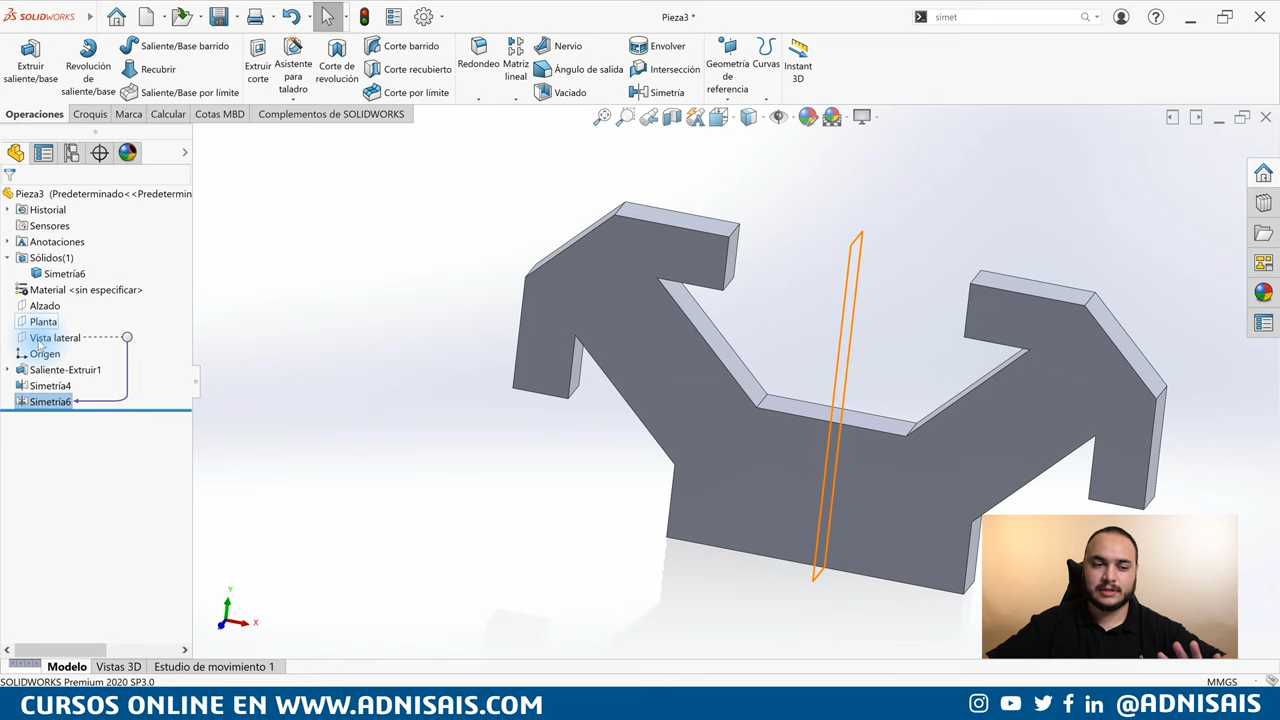 SOLIDWORKS
Pieza3 *
simet
Extruir saliente/base
Revolución de saliente/base
Saliente/Base barrido
Recubrir
Saliente/Base por límite
Extruir corte
Asistente para taladro
Corte de revolución
Corte barrido
Corte recubierto
Corte por límite
Redondeo
Matriz lineal
Nervio
Ángulo de salida
Vaciado
Envolver
Intersección
Simetría
Geometría de referencia
Curvas
Instant 3D
Operaciones
Croquis
Marca
Calcular
Cotas MBD
Complementos de SOLIDWORKS
Pieza3 (Predeterminado<<Predetermin
Historial
Sensores
Anotaciones
Sólidos(1)
Simetría6
Material <sin especificar>
Alzado
Planta
Vista lateral
Origen
Saliente-Extruir1
Simetría4
Simetría6
Y
X
Modelo
Vistas 3D
Estudio de movimiento 1
SOLIDWORKS Premium 2020 SP3.0
MMGS
CURSOS ONLINE EN WWW.ADNISAIS.COM
@ADNISAIS